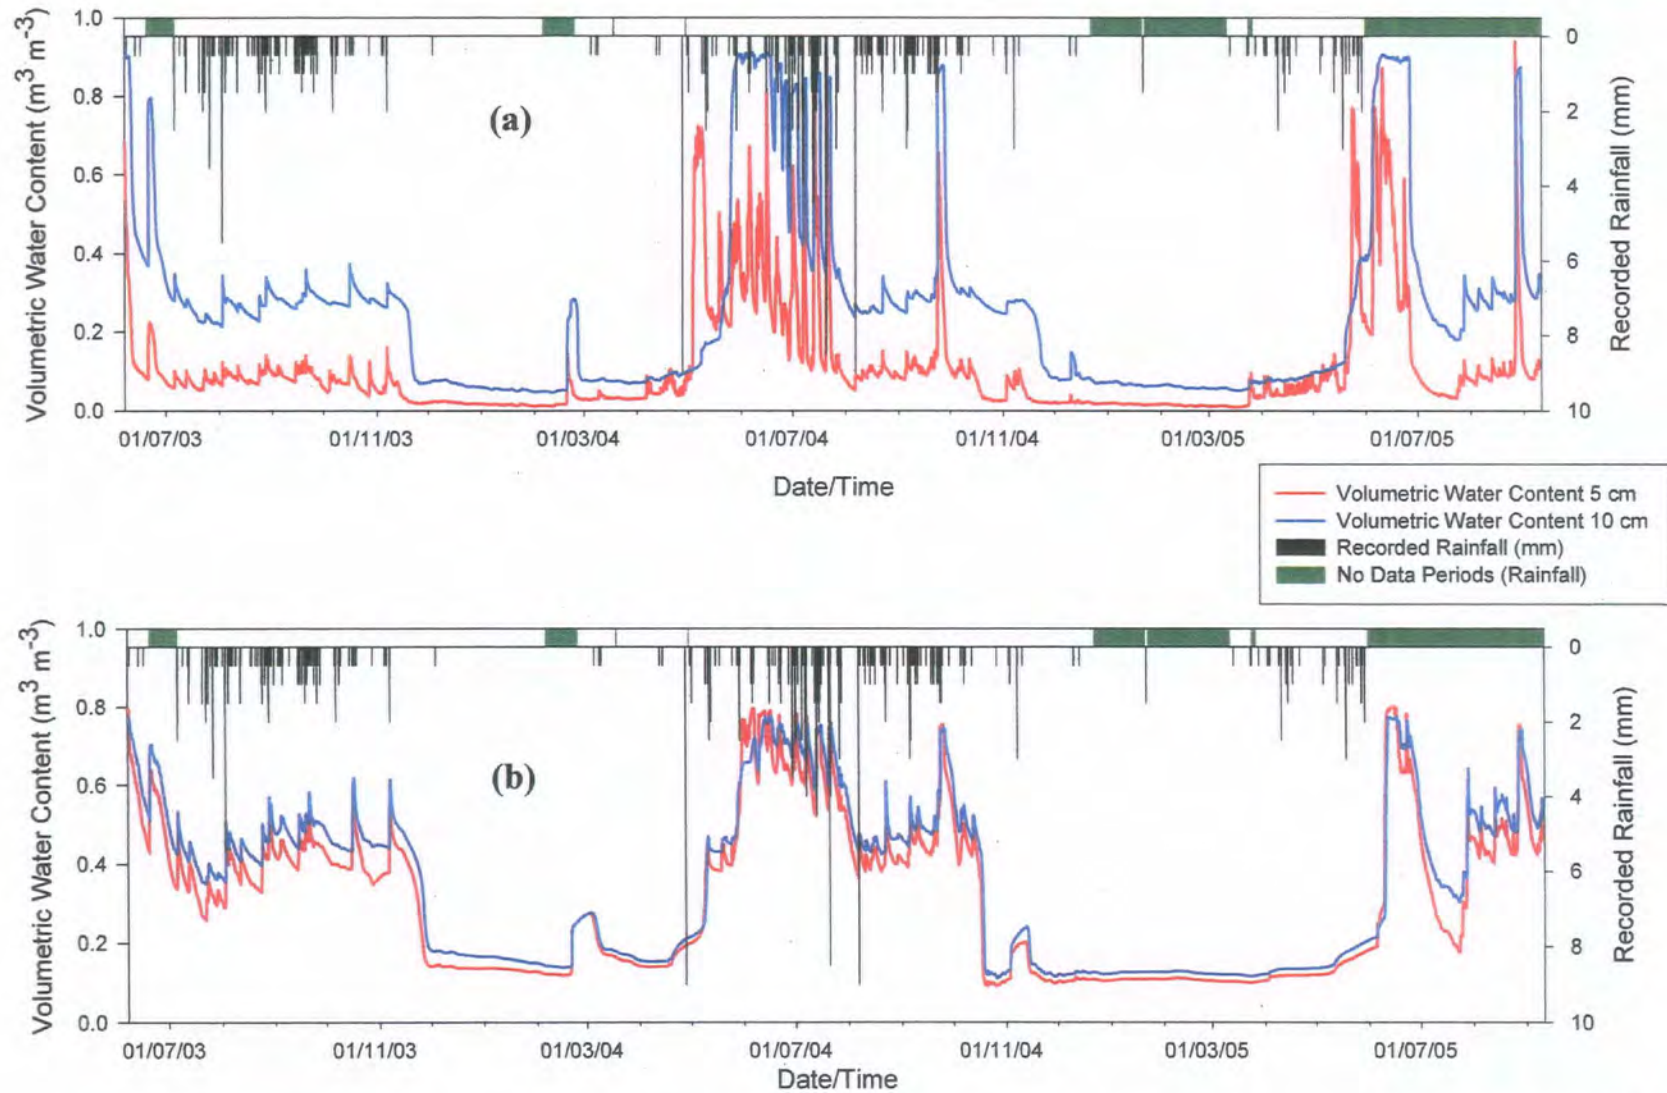 1.0
0.8
0.6
0.4
0.2
0.0
Volumetric Water Content (m³ m⁻³)
(a)
0
2
4
6
8
10
Recorded Rainfall (mm)
01/07/03 01/11/03 01/03/04 01/07/04 01/11/04 01/03/05 01/07/05
Date/Time
Volumetric Water Content 5 cm
Volumetric Water Content 10 cm
Recorded Rainfall (mm)
No Data Periods (Rainfall)
1.0
0.8
0.6
0.4
0.2
0.0
Volumetric Water Content (m³ m⁻³)
(b)
0
2
4
6
8
10
Recorded Rainfall (mm)
01/07/03 01/11/03 01/03/04 01/07/04 01/11/04 01/03/05 01/07/05
Date/Time